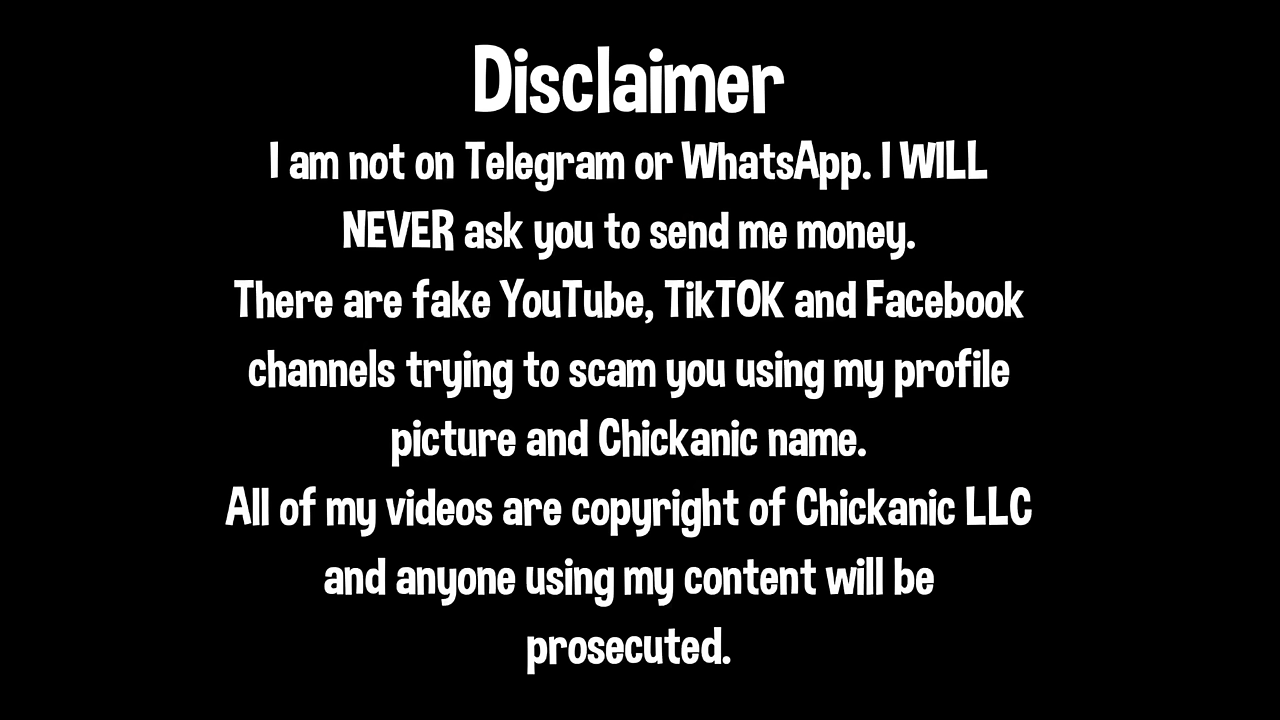 Disclaimer
I am not on Telegram or WhatsApp. I WILL
NEVER ask you to send me money.
There are fake YouTube, TikTOK and Facebook
channels trying to scam you using my profile
picture and Chickanic name.
All of my videos are copyright of Chickanic LLC
and anyone using my content will be
prosecuted.